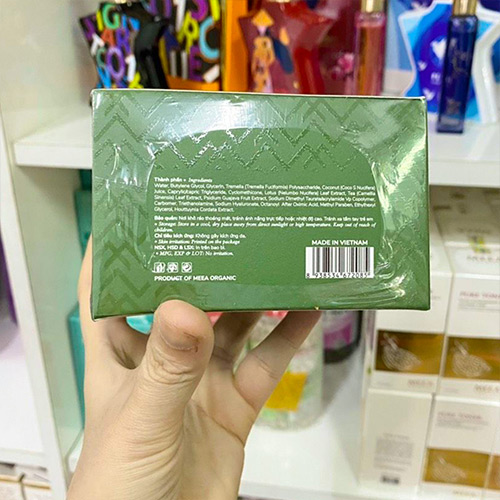 Thành phần - Ingredients
Water, Butylene Glycol, Glycerin, Tremella (Tremella Fuciformis) Polysaccharide, Coconut (Coco S Nucifera)
Juice, Caprylic/capric Triglyceride, Cyclomethicone, Lotus (Nelumbo Nucifera) Leaf Extract, Tea (Camellia
Sinensis) Leaf Extract, Psidium Guajava Fruit Extract, Sodium Dimethyl Taurate Copolymer,
Carbomer, Triethanolamine, Sodium Hyaluronate, Methyl Paraben, Ethylhexyl
Glycerol, Houttuynia Cordata Extract.
Bảo quản: Nơi khô ráo thoáng mát, tránh ánh nắng trực tiếp hoặc nhiệt độ cao. Tránh xa tầm tay trẻ em
- Storage: Store in a cool, dry place away from direct sunlight or high temperature. Keep out of reach of
children.
Chỉ tiêu kích ứng: Không gây kích ứng da.
- Skin irritation: Printed on the package
NSX, HSD & LSX: In trên bao bì.
- MFG, EXP & LOT: No irritation.
PRODUCT OF MEEA ORGANIC
MADE IN VIETNAM